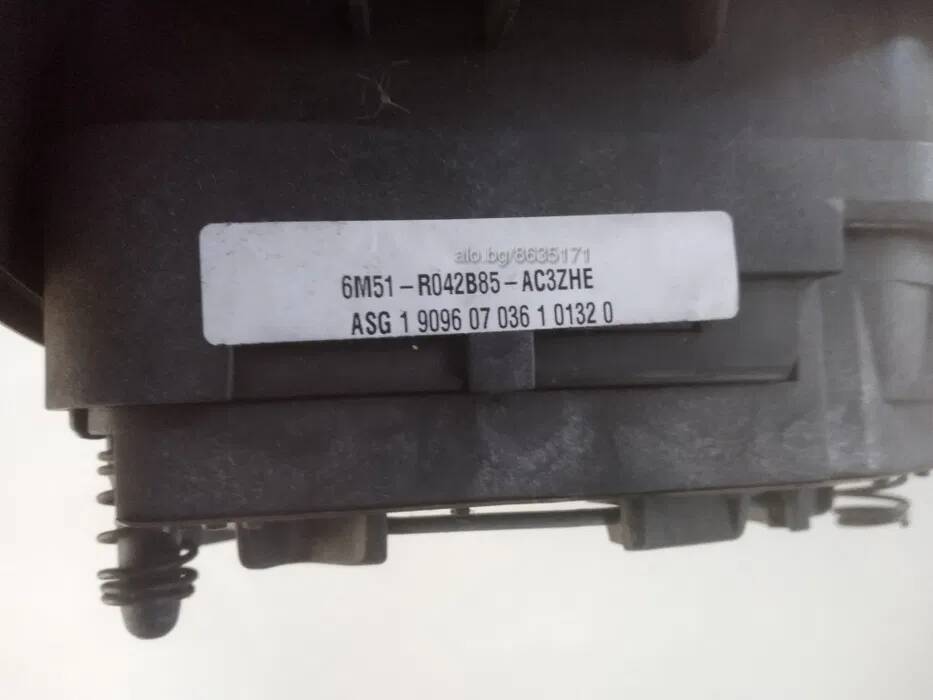 alo.bg/8635171
6M51-R042B85-AC3ZHE
ASG 1 9096 07 036 1 0132 0